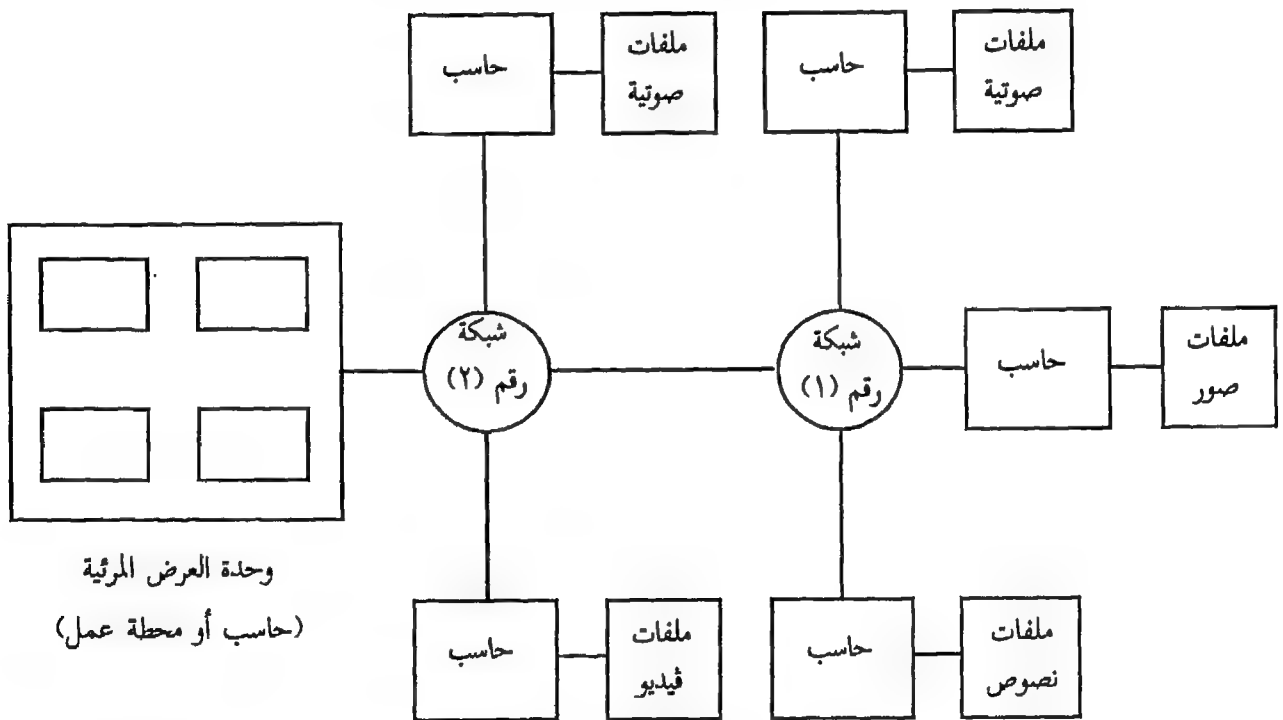 ملفات
صوتية
حاسب
ملفات
صوتية
حاسب
شبكة
رقم (١)
شبكة
رقم (٢)
ملفات
صور
حاسب
وحدة العرض المرئية
(حاسب أو محطة عمل)
ملفات
نصوص
حاسب
ملفات
ڤيديو
حاسب